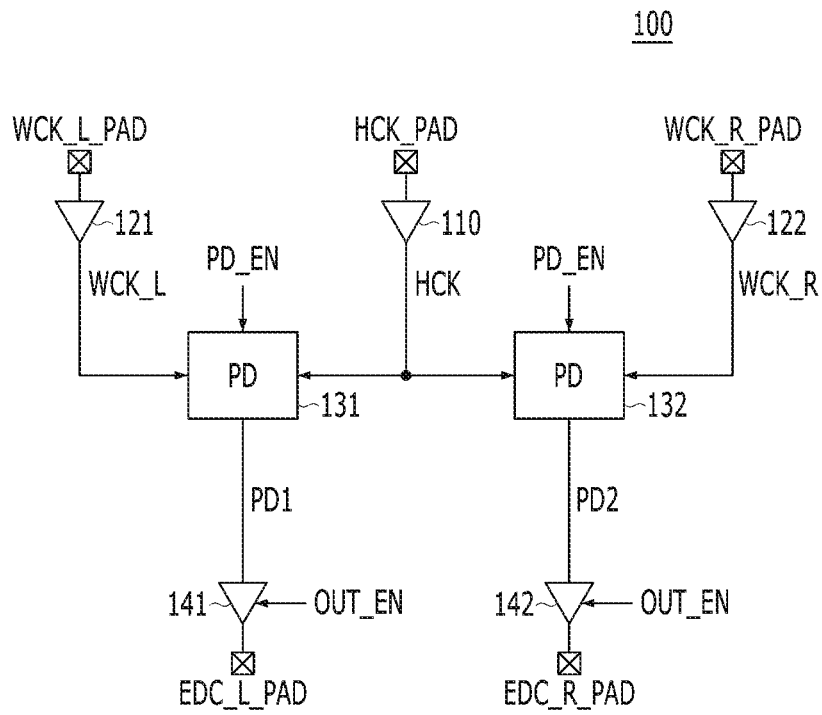 100
WCK_L_PAD HCK_PAD WCK_R_PAD
121 110 122
PD_EN PD_EN
WCK_L HCK WCK_R
PD PD
131 132
PD1 PD2
141 OUT_EN 142 OUT_EN
EDC_L_PAD EDC_R_PAD